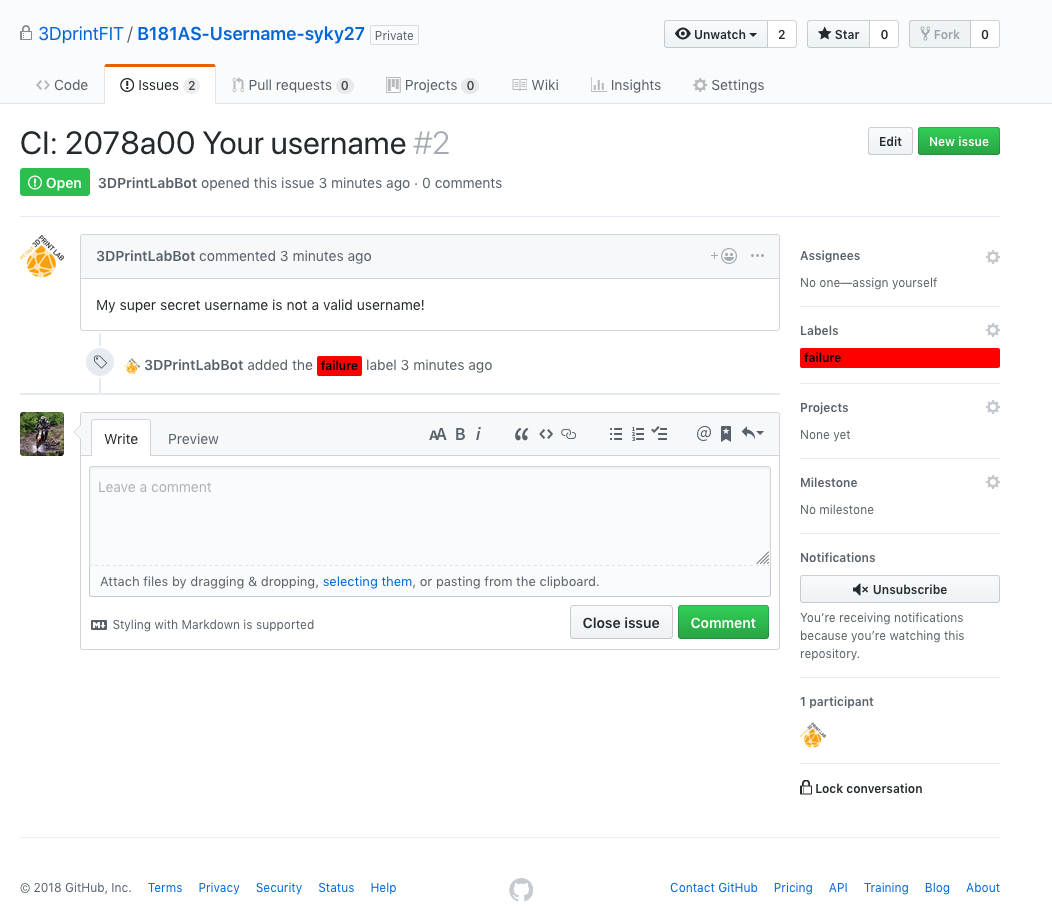 3DprintFIT / B181AS-Username-syky27 Private
Unwatch 2 Star 0 Fork 0
Code Issues 2 Pull requests 0 Projects 0 Wiki Insights Settings
CI: 2078a00 Your username #2
Edit New issue
Open 3DPrintLabBot opened this issue 3 minutes ago · 0 comments
3D PRINT LAB
3DPrintLabBot commented 3 minutes ago
My super secret username is not a valid username!
3DPrintLabBot added the failure label 3 minutes ago
Write Preview
AA B i
Leave a comment
Attach files by dragging & dropping, selecting them, or pasting from the clipboard.
Styling with Markdown is supported
Close issue Comment
Assignees
No one—assign yourself
Labels
failure
Projects
None yet
Milestone
No milestone
Notifications
Unsubscribe
You’re receiving notifications
because you’re watching this
repository.
1 participant
Lock conversation
© 2018 GitHub, Inc. Terms Privacy Security Status Help
Contact GitHub Pricing API Training Blog About